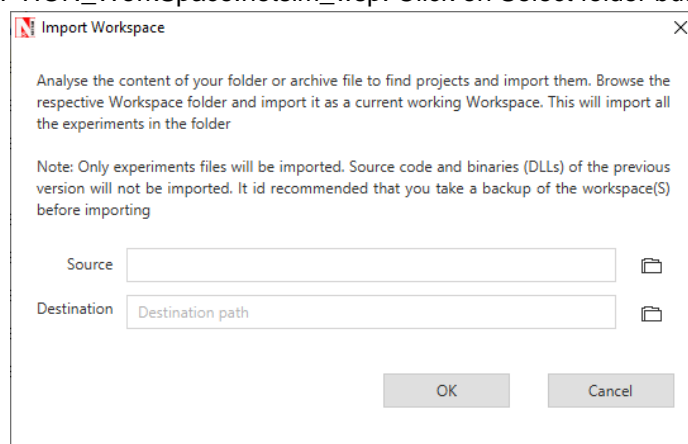 Click on Select folder
Import Workspace
Analyse the content of your folder or archive file to find projects and import them. Browse the
respective Workspace folder and import it as a current working Workspace. This will import all
the experiments in the folder
Note: Only experiments files will be imported. Source code and binaries (DLLs) of the previous
version will not be imported. It id recommended that you take a backup of the workspace(S)
before importing
Source
Destination Destination path
OK Cancel